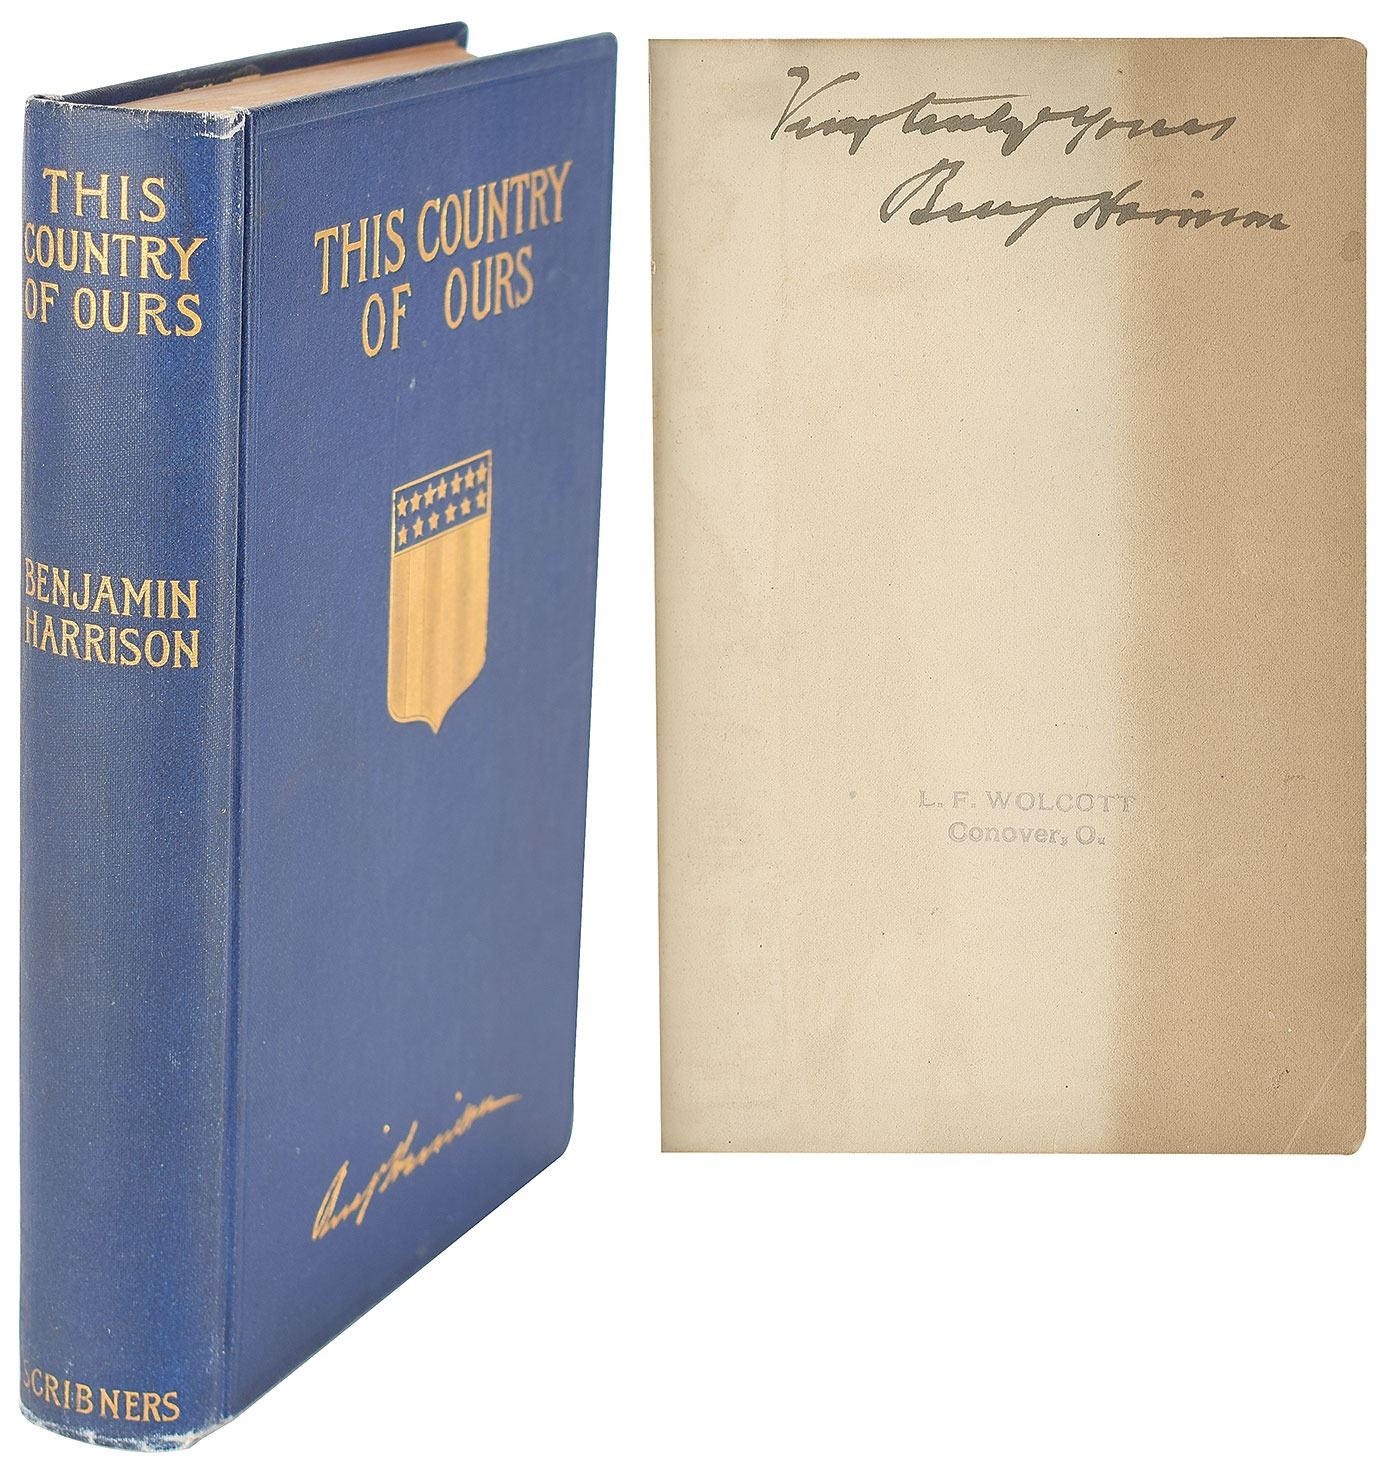 THIS
COUNTRY
OF OURS
BENJAMIN
HARRISON
SCRIBNERS
THIS COUNTRY
OF OURS
Benj Harrison
Very truly Yours
Benj Harrison
L. F. WOLCOTT
Conover, O.